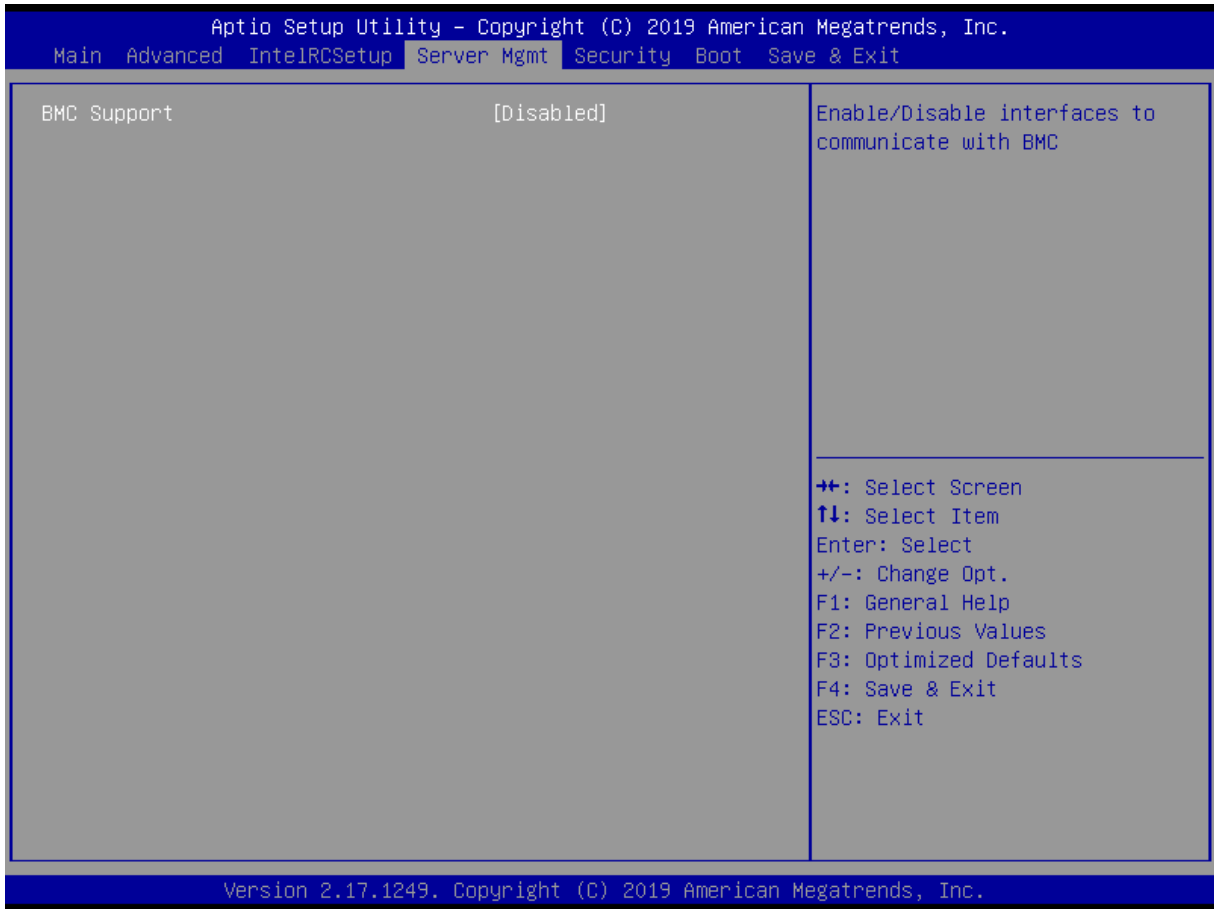 Aptio Setup Utility – Copyright (C) 2019 American Megatrends, Inc.
Main Advanced IntelRCSetup Server Mgmt Security Boot Save & Exit
BMC Support [Disabled]
Enable/Disable interfaces to
communicate with BMC
→←: Select Screen
↑↓: Select Item
Enter: Select
+/-: Change Opt.
F1: General Help
F2: Previous Values
F3: Optimized Defaults
F4: Save & Exit
ESC: Exit
Version 2.17.1249. Copyright (C) 2019 American Megatrends, Inc.